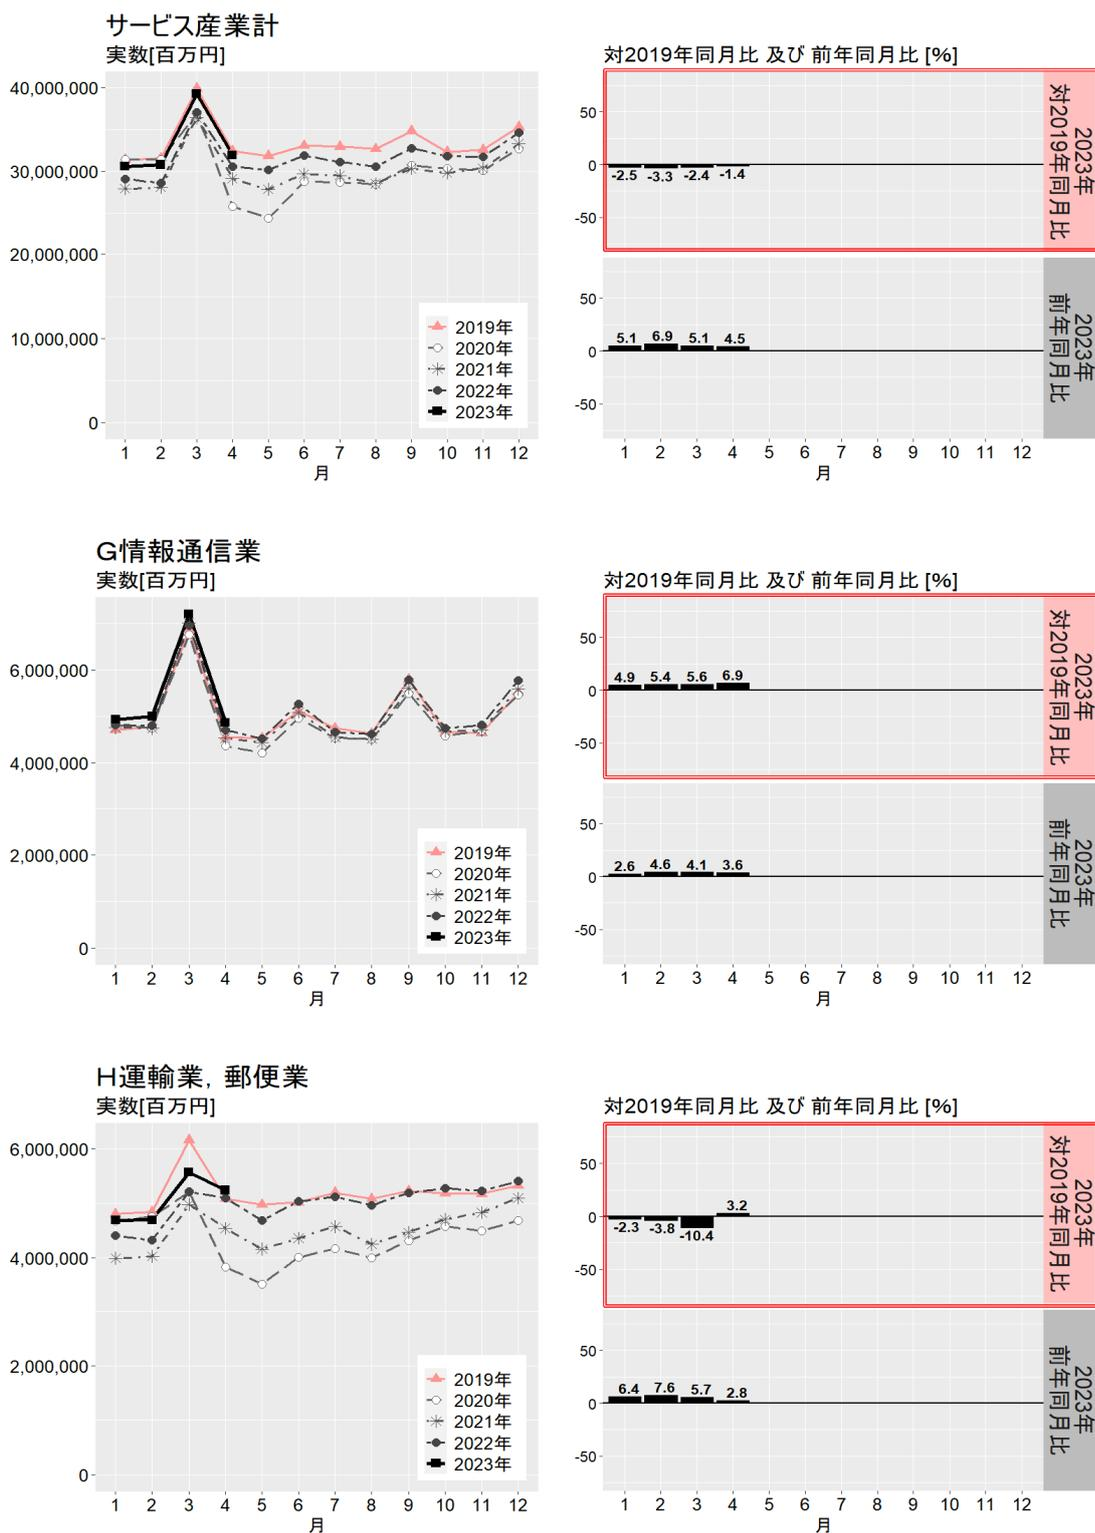 サービス産業計
実数[百万円]
40,000,000
30,000,000
20,000,000
10,000,000
0
2019年
2020年
2021年
2022年
2023年
1 2 3 4 5 6 7 8 9 10 11 12
月
対2019年同月比 及び 前年同月比 [%]
50
0
-50
-2.5 -3.3 -2.4 -1.4
2023年
対2019年同月比
50
0
-50
5.1 6.9 5.1 4.5
2023年
前年同月比
1 2 3 4 5 6 7 8 9 10 11 12
月
G情報通信業
実数[百万円]
6,000,000
4,000,000
2,000,000
0
2019年
2020年
2021年
2022年
2023年
1 2 3 4 5 6 7 8 9 10 11 12
月
対2019年同月比 及び 前年同月比 [%]
50
0
-50
4.9 5.4 5.6 6.9
2023年
対2019年同月比
50
0
-50
2.6 4.6 4.1 3.6
2023年
前年同月比
1 2 3 4 5 6 7 8 9 10 11 12
月
H運輸業，郵便業
実数[百万円]
6,000,000
4,000,000
2,000,000
0
2019年
2020年
2021年
2022年
2023年
1 2 3 4 5 6 7 8 9 10 11 12
月
対2019年同月比 及び 前年同月比 [%]
50
0
-50
-2.3 -3.8 -10.4 3.2
2023年
対2019年同月比
50
0
-50
6.4 7.6 5.7 2.8
2023年
前年同月比
1 2 3 4 5 6 7 8 9 10 11 12
月